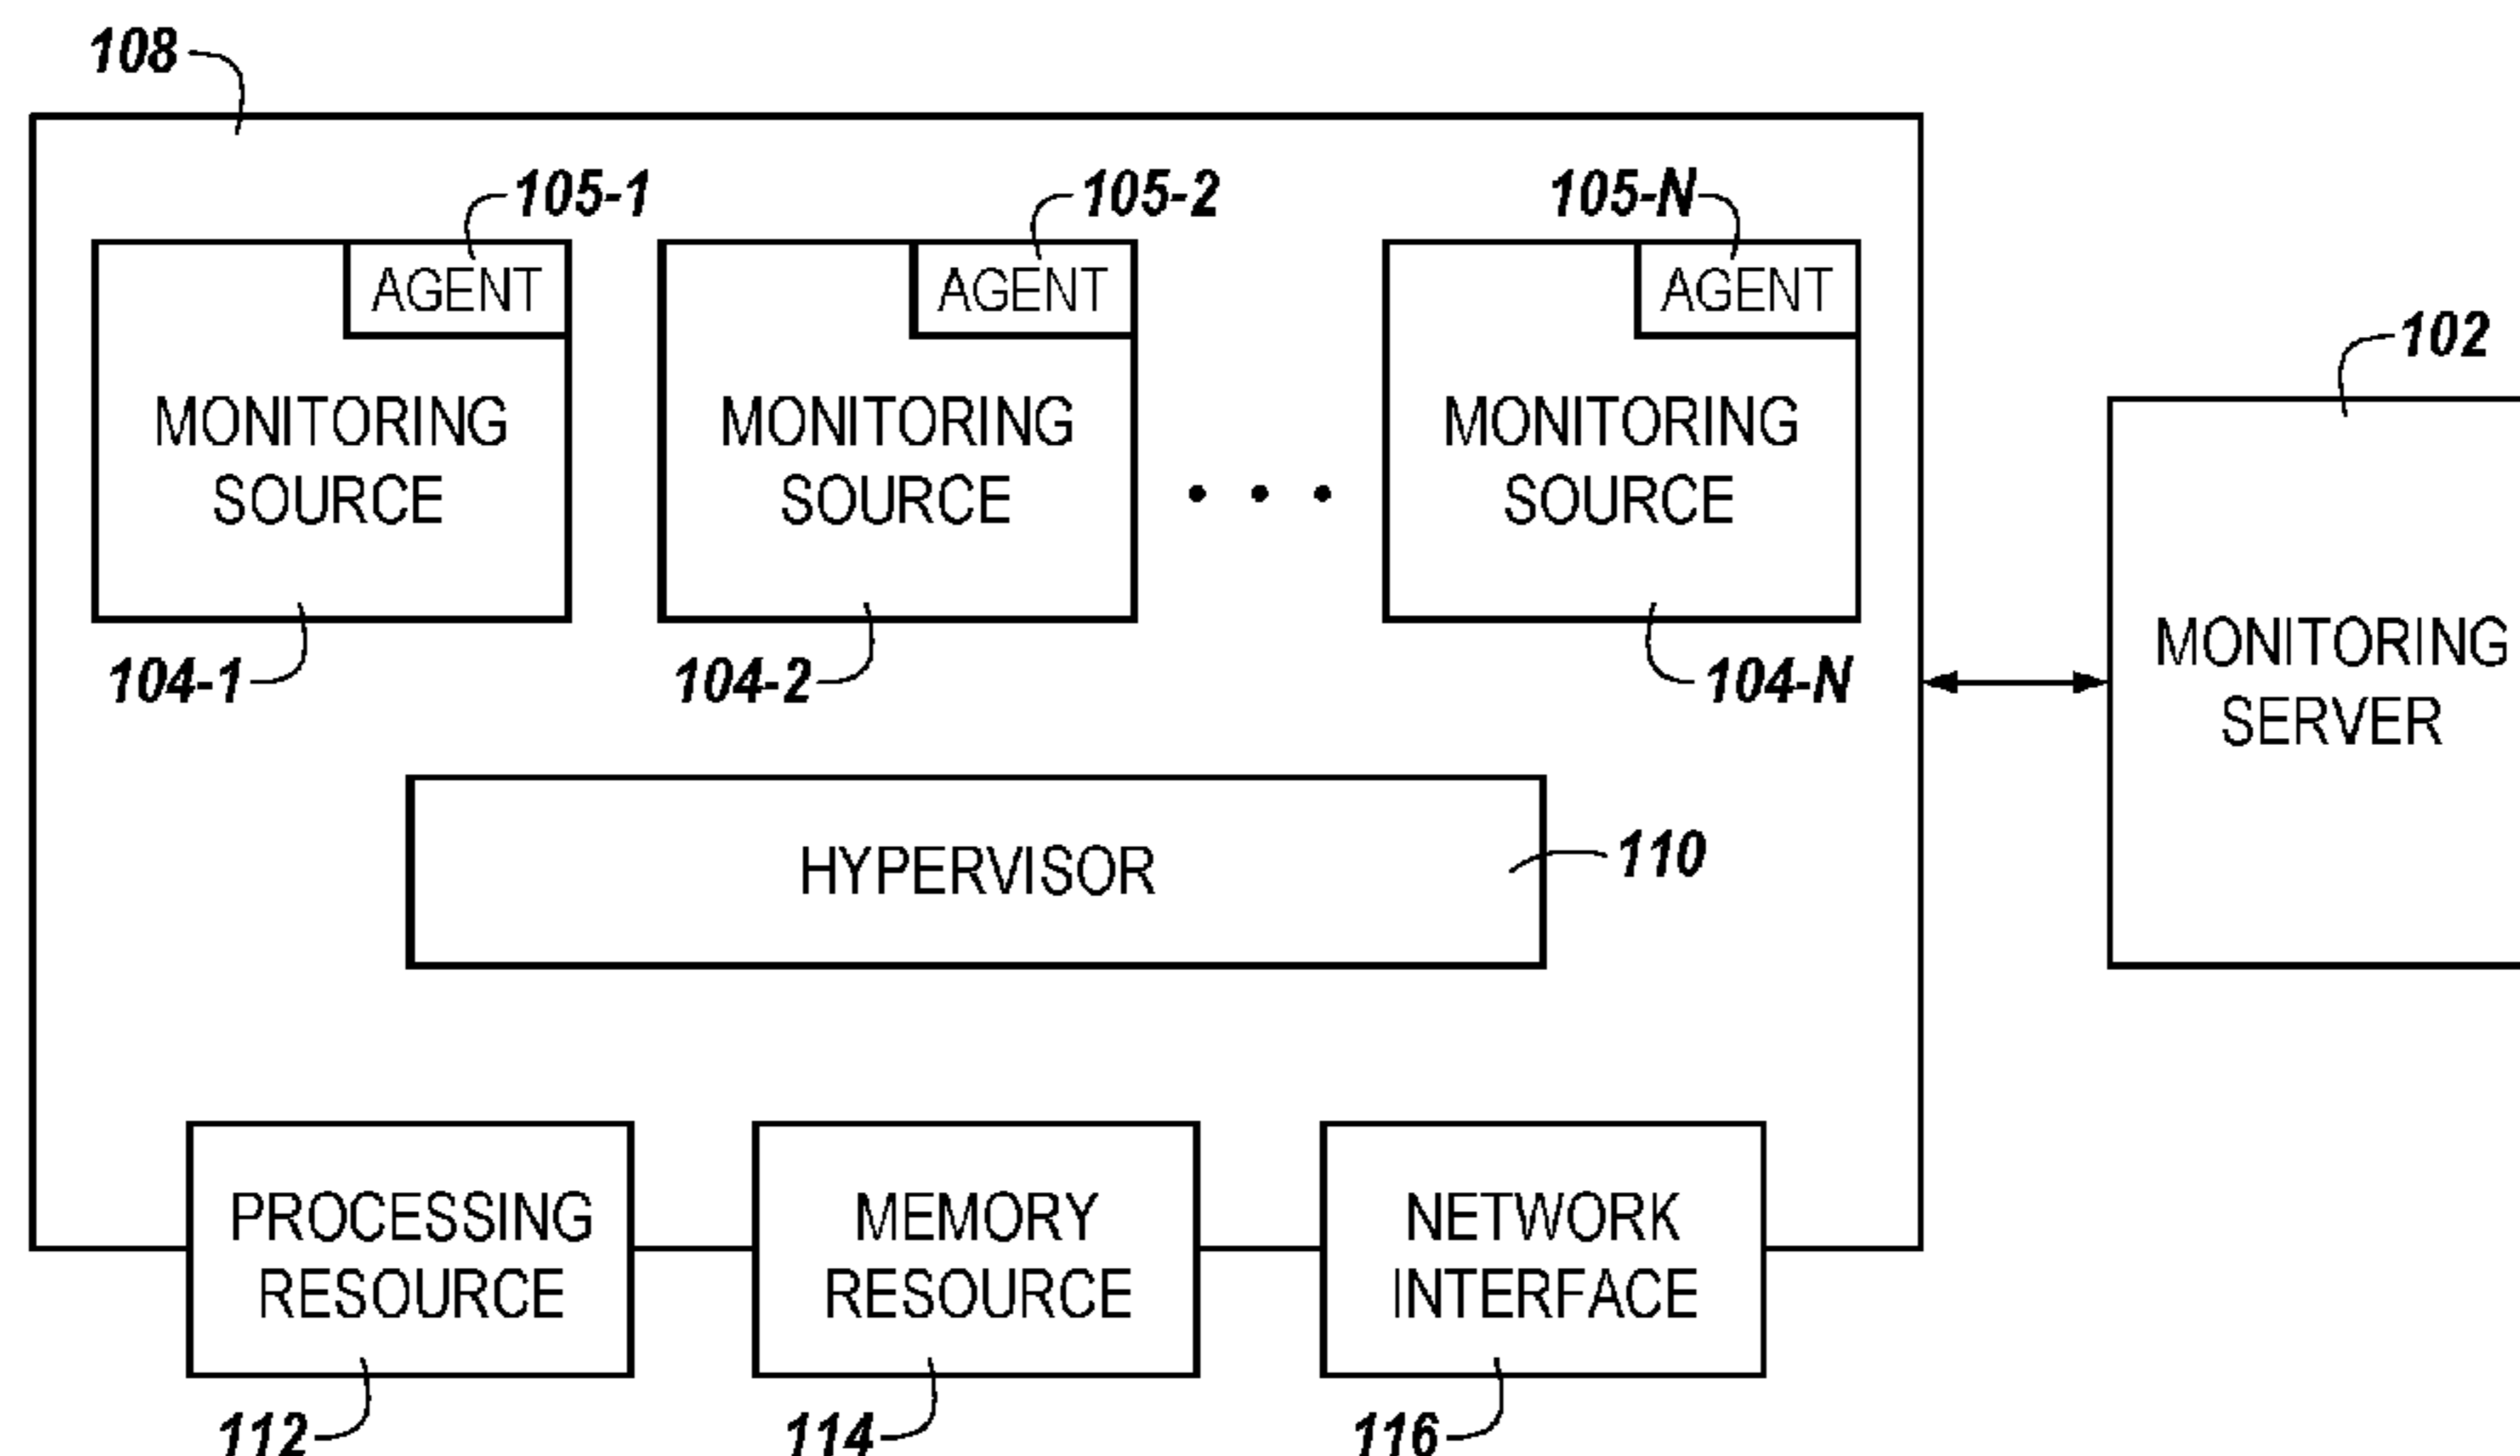 108
105-1
105-2
105-N
AGENT
AGENT
AGENT
102
MONITORING
SOURCE
MONITORING
SOURCE
MONITORING
SOURCE
104-1
104-2
104-N
MONITORING
SERVER
HYPERVISOR
110
PROCESSING
RESOURCE
MEMORY
RESOURCE
NETWORK
INTERFACE
112
114
116